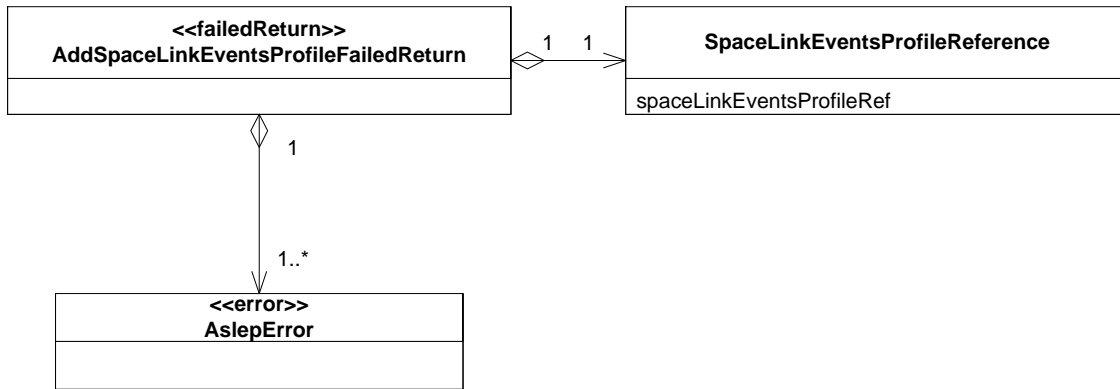 <<failedReturn>>
AddSpaceLinkEventsProfileFailedReturn
1 1
SpaceLinkEventsProfileReference
spaceLinkEventsProfileRef
1
1..*
<<error>>
AslepError